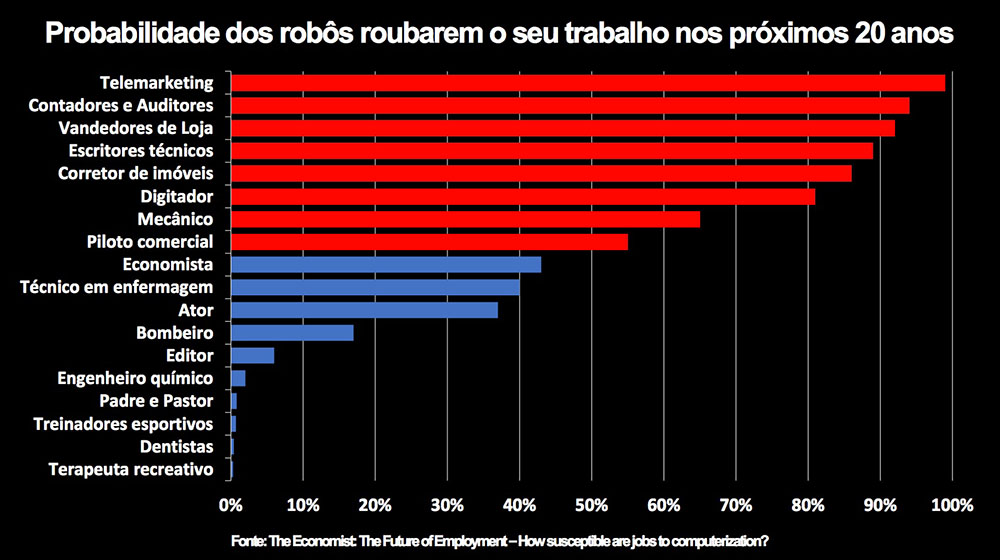 Probabilidade dos robôs roubarem o seu trabalho nos próximos 20 anos
Telemarketing
Contadores e Auditores
Vandedores de Loja
Escritores técnicos
Corretor de imóveis
Digitador
Mecânico
Piloto comercial
Economista
Técnico em enfermagem
Ator
Bombeiro
Editor
Engenheiro químico
Padre e Pastor
Treinadores esportivos
Dentistas
Terapeuta recreativo
0% 10% 20% 30% 40% 50% 60% 70% 80% 90% 100%
Fonte: The Economist: The Future of Employment – How susceptible are jobs to computerization?